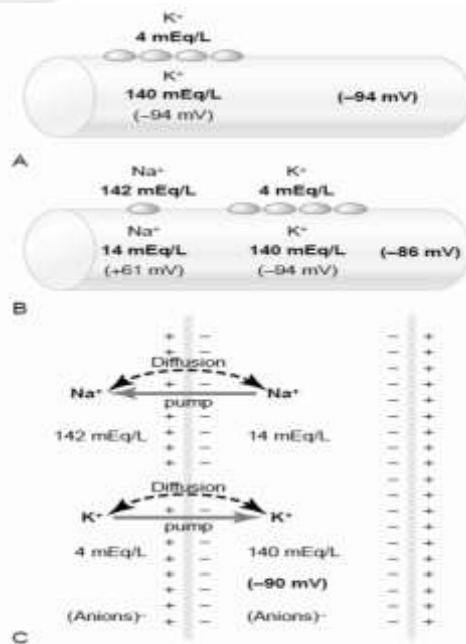 K⁺
4 mEq/L
K⁺
140 mEq/L (–94 mV)
(–94 mV)
A
Na⁺ K⁺
142 mEq/L 4 mEq/L
Na⁺ K⁺
14 mEq/L 140 mEq/L (–86 mV)
(+61 mV) (–94 mV)
B
+ – – +
Diffusion
Na⁺ Na⁺
pump
142 mEq/L 14 mEq/L
Diffusion
K⁺ K⁺
pump
4 mEq/L 140 mEq/L
(–90 mV)
(Anions)⁻ (Anions)⁻
C